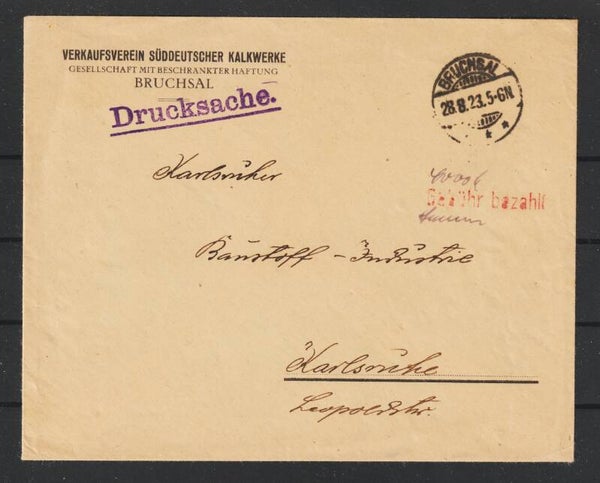 VERKAUFSVEREIN SÜDDEUTSCHER KALKWERKE
GESELLSCHAFT MIT BESCHRÄNKTER HAFTUNG
BRUCHSAL
Drucksache.
BRUCHSAL
28.8.23.5-6N
Gebühr bezahlt
Karlsruher
Baustoff-Industrie
Karlsruhe
Leopoldstr.